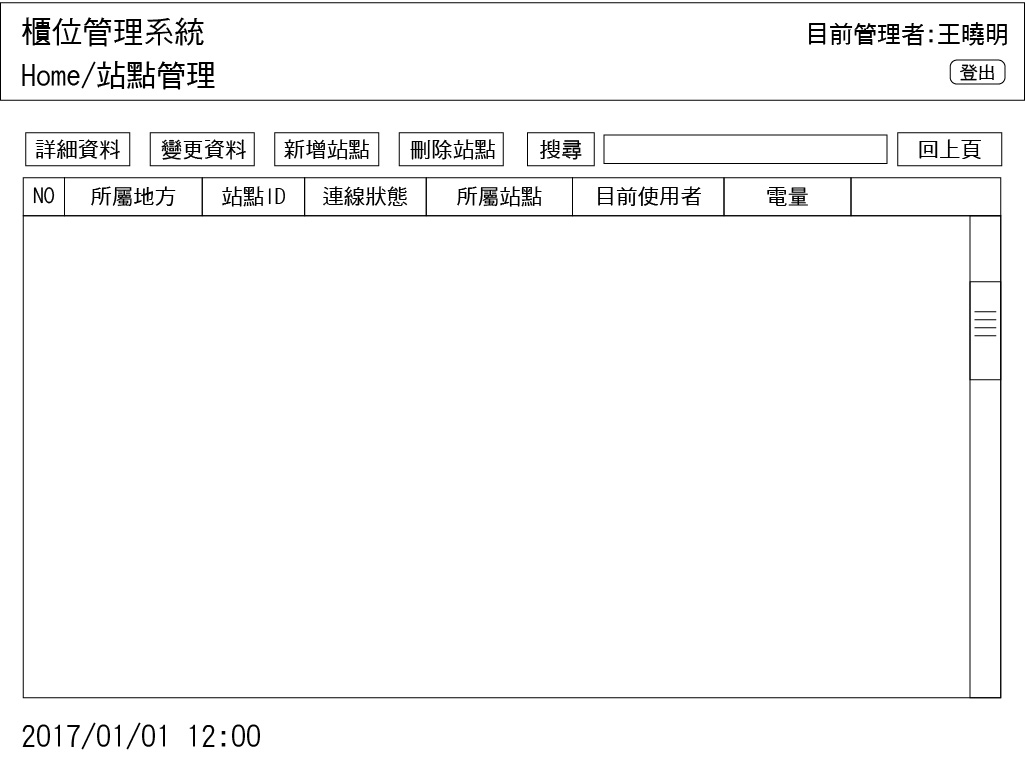 櫃位管理系統
目前管理者:王曉明
Home/站點管理
登出
詳細資料 變更資料 新增站點 刪除站點 搜尋 回上頁
NO 所屬地方 站點ID 連線狀態 所屬站點 目前使用者 電量
2017/01/01 12:00